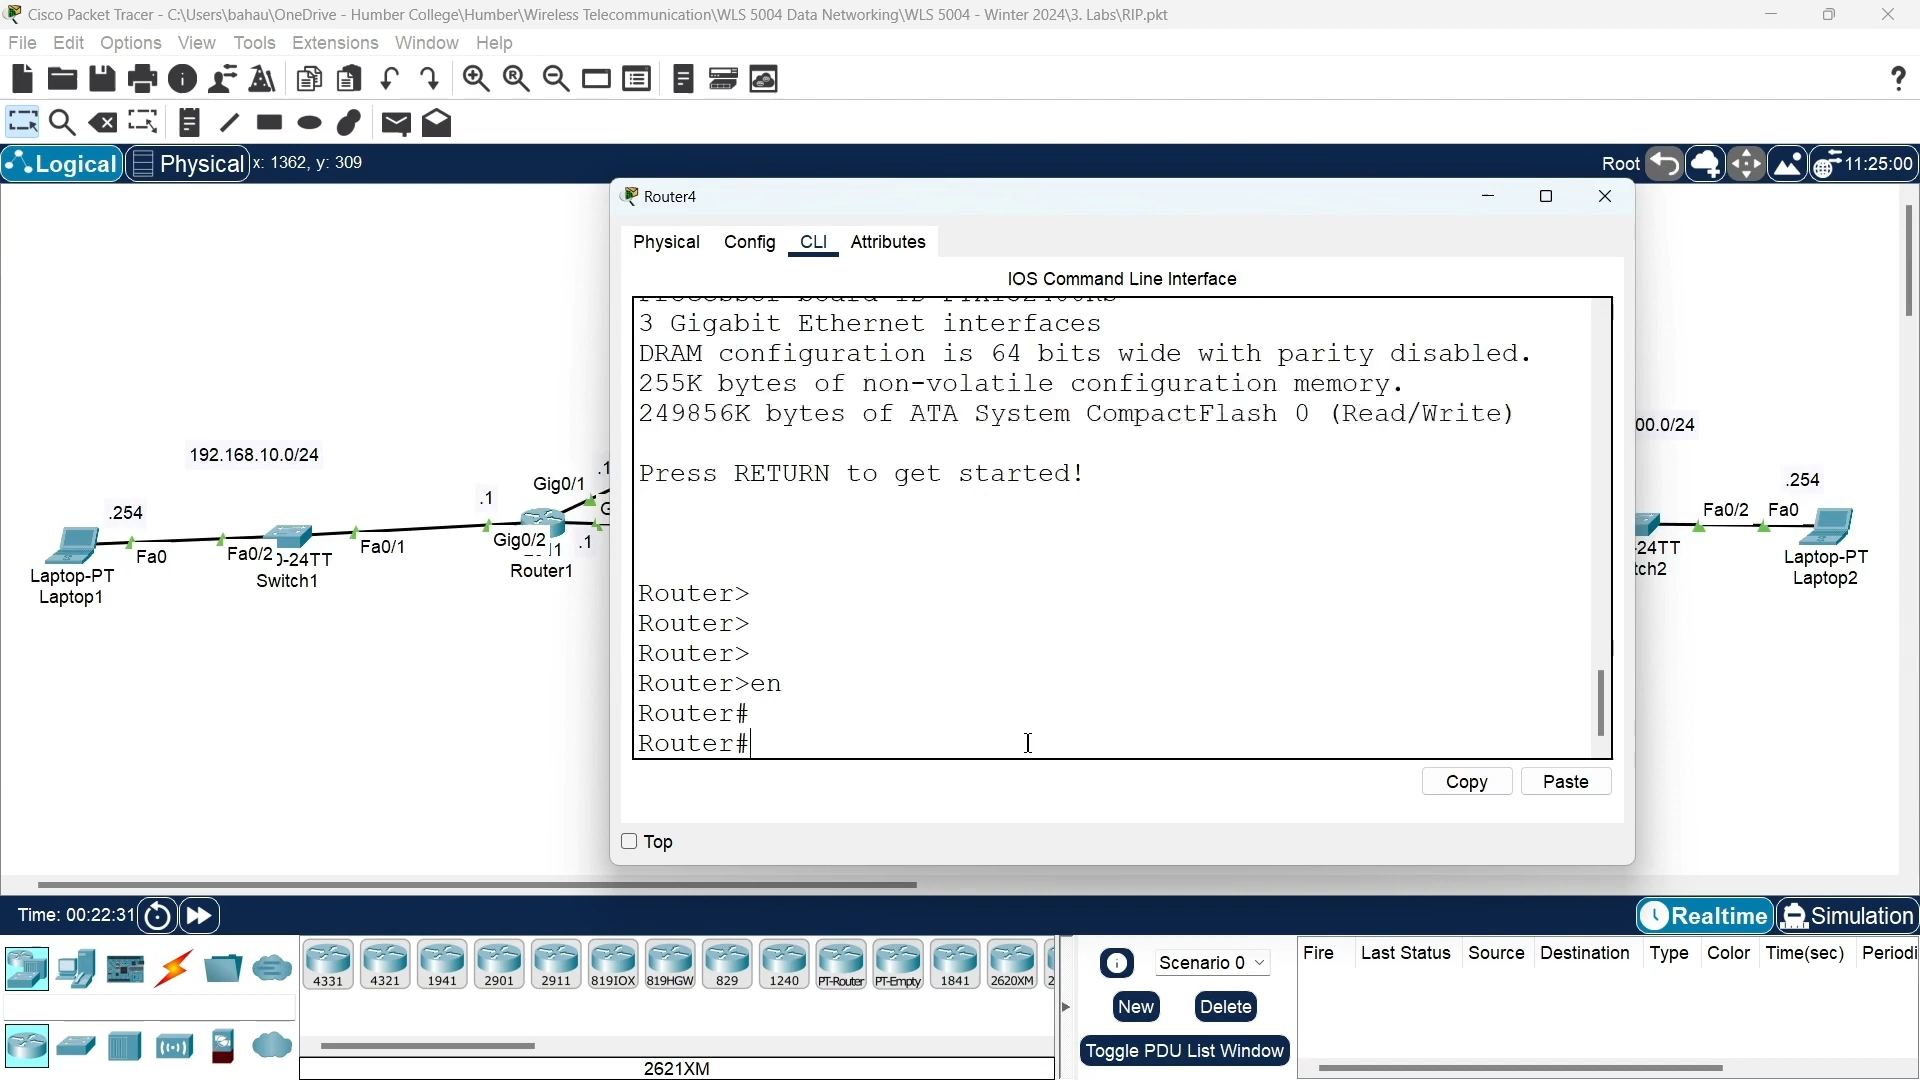 Cisco Packet Tracer - C:\Users\bahau\OneDrive - Humber College\Humber\Wireless Telecommunication\WLS 5004 Data Networking\WLS 5004 - Winter 2024\3. Labs\RIP.pkt
File Edit Options View Tools Extensions Window Help
Logical Physical x: 1362, y: 309 Root 11:25:00
Router4
Physical Config CLI Attributes
IOS Command Line Interface
3 Gigabit Ethernet interfaces
DRAM configuration is 64 bits wide with parity disabled.
255K bytes of non-volatile configuration memory.
249856K bytes of ATA System CompactFlash 0 (Read/Write)
Press RETURN to get started!
Router>
Router>
Router>
Router>en
Router#
Router#
Copy Paste
Top
192.168.10.0/24
.254
Fa0
Laptop-PT
Laptop1
Fa0/2
-24TT
Switch1
Fa0/1
.1
Gig0/1
.1
Gig0/2
.1
Router1
00.0/24
.254
Fa0/2 Fa0
-24TT
tch2
Laptop-PT
Laptop2
Time: 00:22:31
Realtime Simulation
4331 4321 1941 2901 2911 819IOX 819HGW 829 1240 PT-Router PT-Empty 1841 2620XM 2
2621XM
Scenario 0
New Delete
Toggle PDU List Window
Fire Last Status Source Destination Type Color Time(sec) Periodi